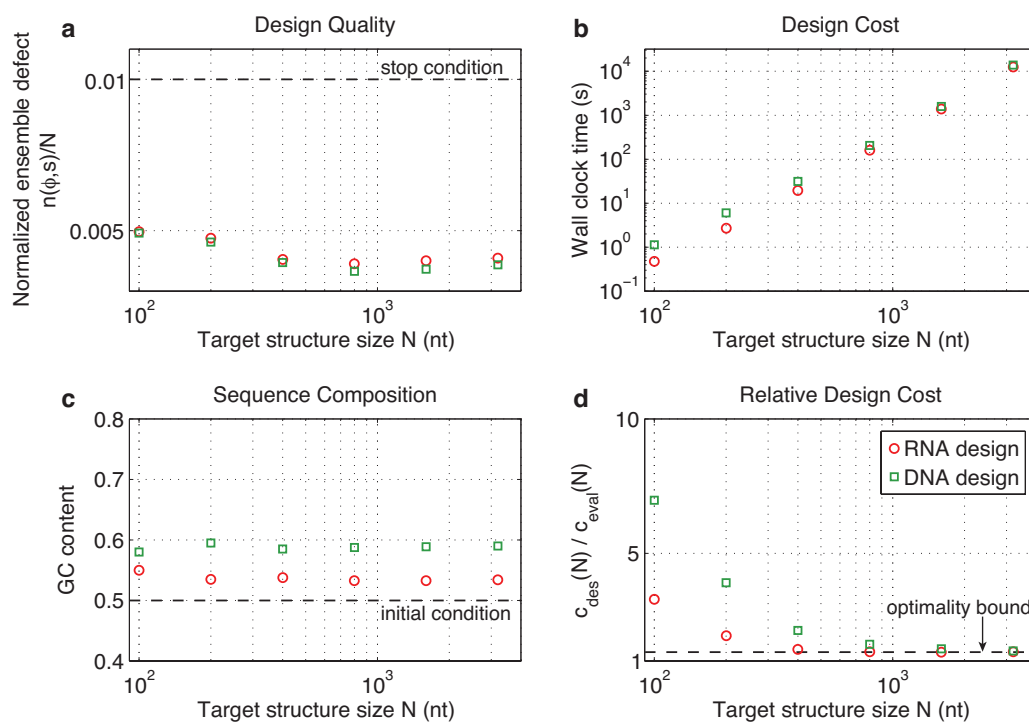 a
Design Quality
Normalized ensemble defect
n(ϕ,s)/N
0.01
0.005
stop condition
10²
10³
Target structure size N (nt)
b
Design Cost
Wall clock time (s)
10⁴
10³
10²
10¹
10⁰
10⁻¹
10²
10³
Target structure size N (nt)
c
Sequence Composition
GC content
0.8
0.7
0.6
0.5
0.4
initial condition
10²
10³
Target structure size N (nt)
d
Relative Design Cost
c_des(N) / c_eval(N)
10
5
1
RNA design
DNA design
optimality bound
10²
10³
Target structure size N (nt)